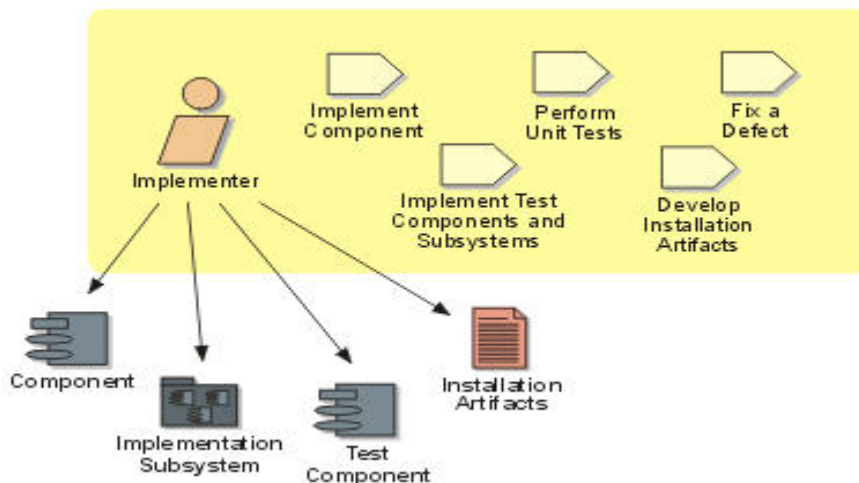 Implement
Component
Perform
Unit Tests
Fix a
Defect
Implementer
Implement Test
Components and
Subsystems
Develop
Installation
Artifacts
Component
Implementation
Subsystem
Test
Component
Installation
Artifacts